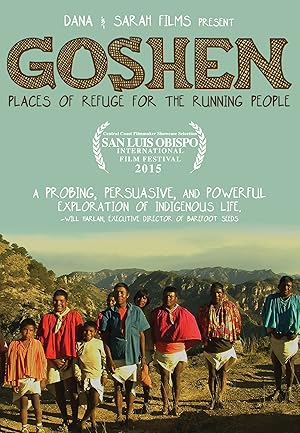 DANA & SARAH FILMS PRESENT
GOSHEN
PLACES OF REFUGE FOR THE RUNNING PEOPLE
Central Coast Filmmaker Showcase Selection
SAN LUIS OBISPO
INTERNATIONAL
FILM FESTIVAL
2015
A PROBING, PERSUASIVE, AND POWERFUL
EXPLORATION OF INDIGENOUS LIFE.
-WILL HARLAN, EXECUTIVE DIRECTOR OF BAREFOOT SEEDS